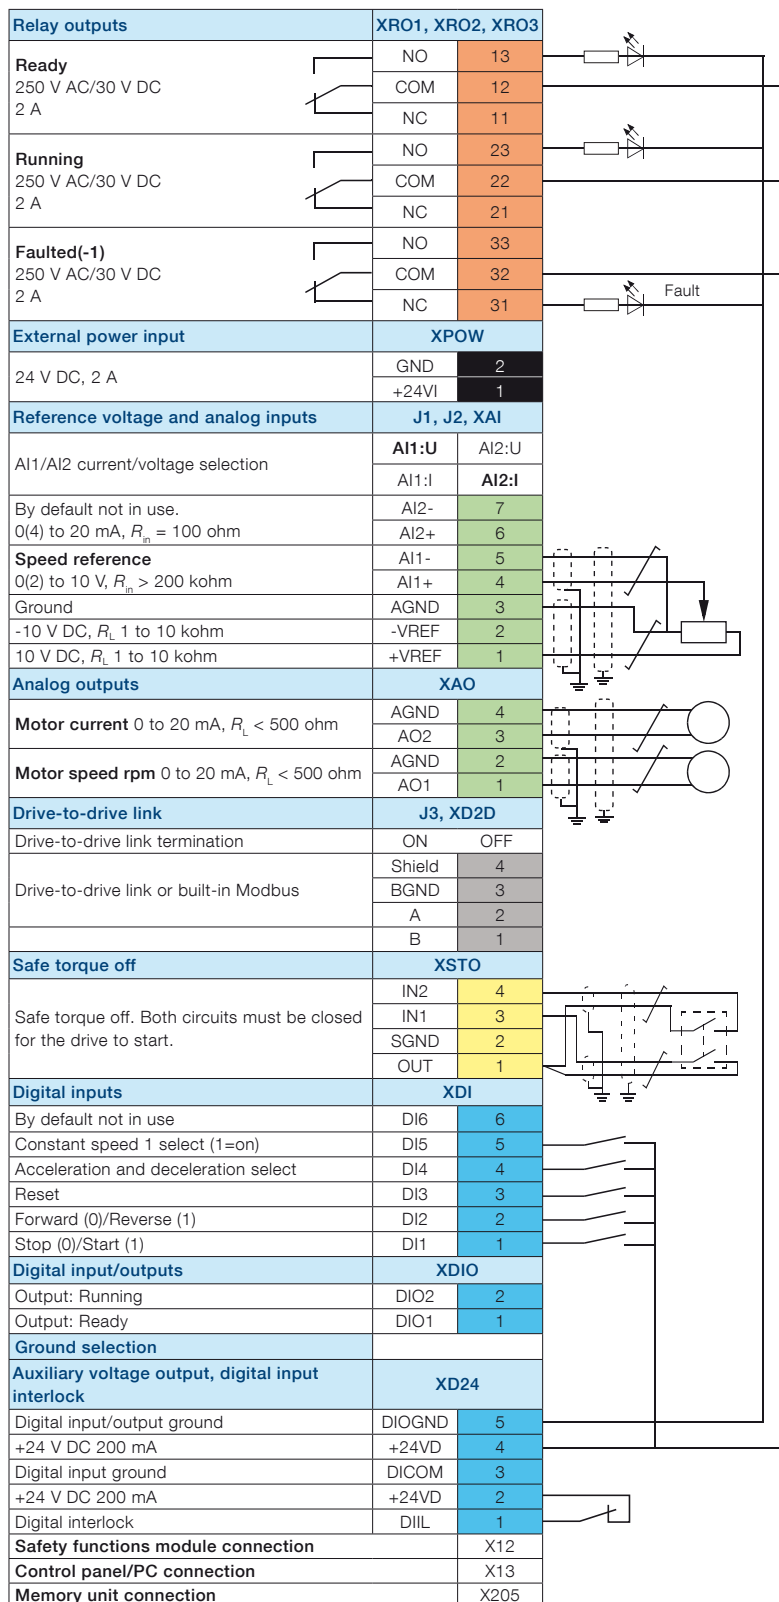 Relay outputs XRO1, XRO2, XRO3
Ready
250 V AC/30 V DC
2 A
NO 13
COM 12
NC 11
Running
250 V AC/30 V DC
2 A
NO 23
COM 22
NC 21
Faulted(-1)
250 V AC/30 V DC
2 A
NO 33
COM 32
NC 31
Fault
External power input XPOW
24 V DC, 2 A
GND 2
+24VI 1
Reference voltage and analog inputs J1, J2, XAI
AI1/AI2 current/voltage selection
AI1:U AI2:U
AI1:I AI2:I
By default not in use.
0(4) to 20 mA, Rin = 100 ohm
AI2- 7
AI2+ 6
Speed reference
0(2) to 10 V, Rin > 200 kohm
AI1- 5
AI1+ 4
Ground AGND 3
-10 V DC, RL 1 to 10 kohm -VREF 2
10 V DC, RL 1 to 10 kohm +VREF 1
Analog outputs XAO
Motor current 0 to 20 mA, RL < 500 ohm
AGND 4
AO2 3
Motor speed rpm 0 to 20 mA, RL < 500 ohm
AGND 2
AO1 1
Drive-to-drive link J3, XD2D
Drive-to-drive link termination ON OFF
Drive-to-drive link or built-in Modbus
Shield 4
BGND 3
A 2
B 1
Safe torque off XSTO
Safe torque off. Both circuits must be closed
for the drive to start.
IN2 4
IN1 3
SGND 2
OUT 1
Digital inputs XDI
By default not in use DI6 6
Constant speed 1 select (1=on) DI5 5
Acceleration and deceleration select DI4 4
Reset DI3 3
Forward (0)/Reverse (1) DI2 2
Stop (0)/Start (1) DI1 1
Digital input/outputs XDIO
Output: Running DIO2 2
Output: Ready DIO1 1
Ground selection
Auxiliary voltage output, digital input
interlock
XD24
Digital input/output ground DIOGND 5
+24 V DC 200 mA +24VD 4
Digital input ground DICOM 3
+24 V DC 200 mA +24VD 2
Digital interlock DIIL 1
Safety functions module connection X12
Control panel/PC connection X13
Memory unit connection X205